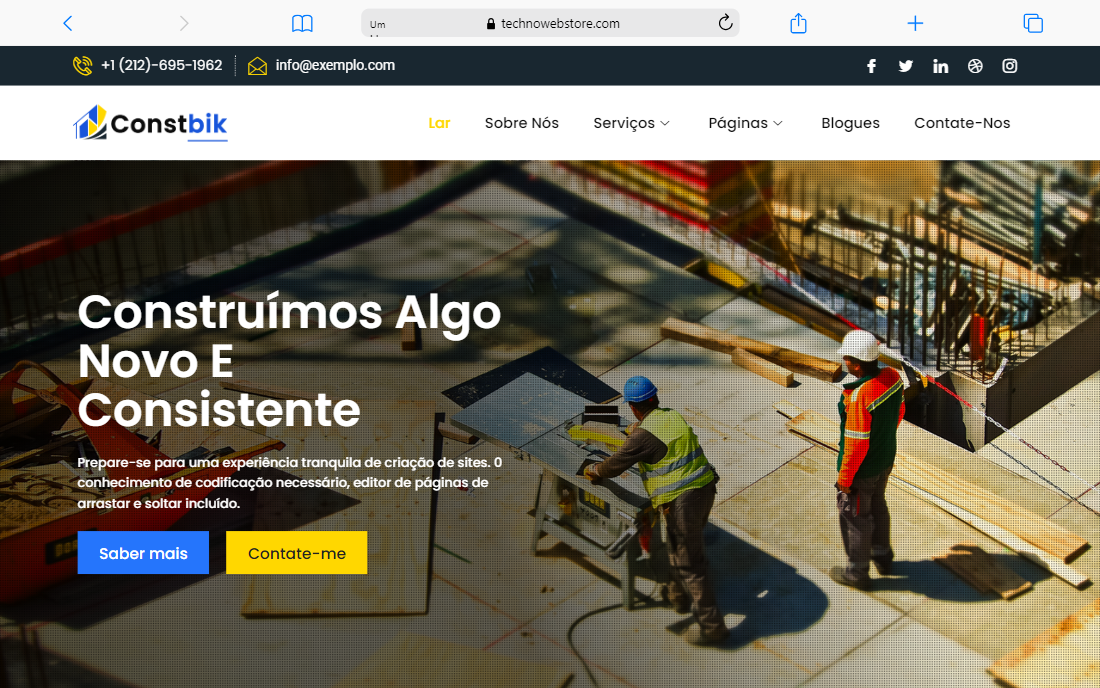 Um
technowebstore.com
+1 (212)-695-1962
info@exemplo.com
Constbik
Lar
Sobre Nós
Serviços
Páginas
Blogues
Contate-Nos
Construímos Algo
Novo E
Consistente
Prepare-se para uma experiência tranquila de criação de sites. 0
conhecimento de codificação necessário, editor de páginas de
arrastar e soltar incluído.
Saber mais
Contate-me